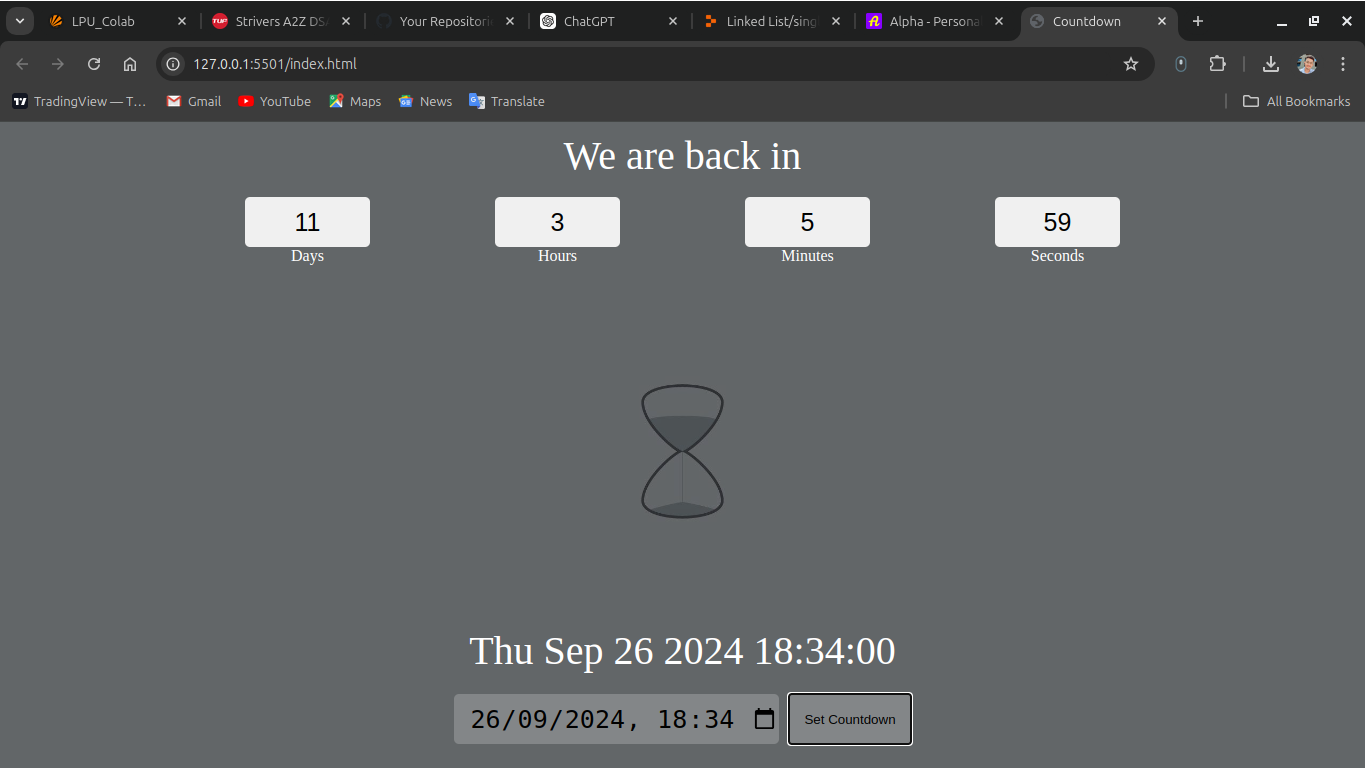 LPU_Colab Strivers A2Z DSA Your Repositori ChatGPT Linked List/sing Alpha - Persona Countdown
127.0.0.1:5501/index.html
TradingView — T... Gmail YouTube Maps News Translate All Bookmarks
We are back in
11 3 5 59
Days Hours Minutes Seconds
Thu Sep 26 2024 18:34:00
26/09/2024, 18:34 Set Countdown